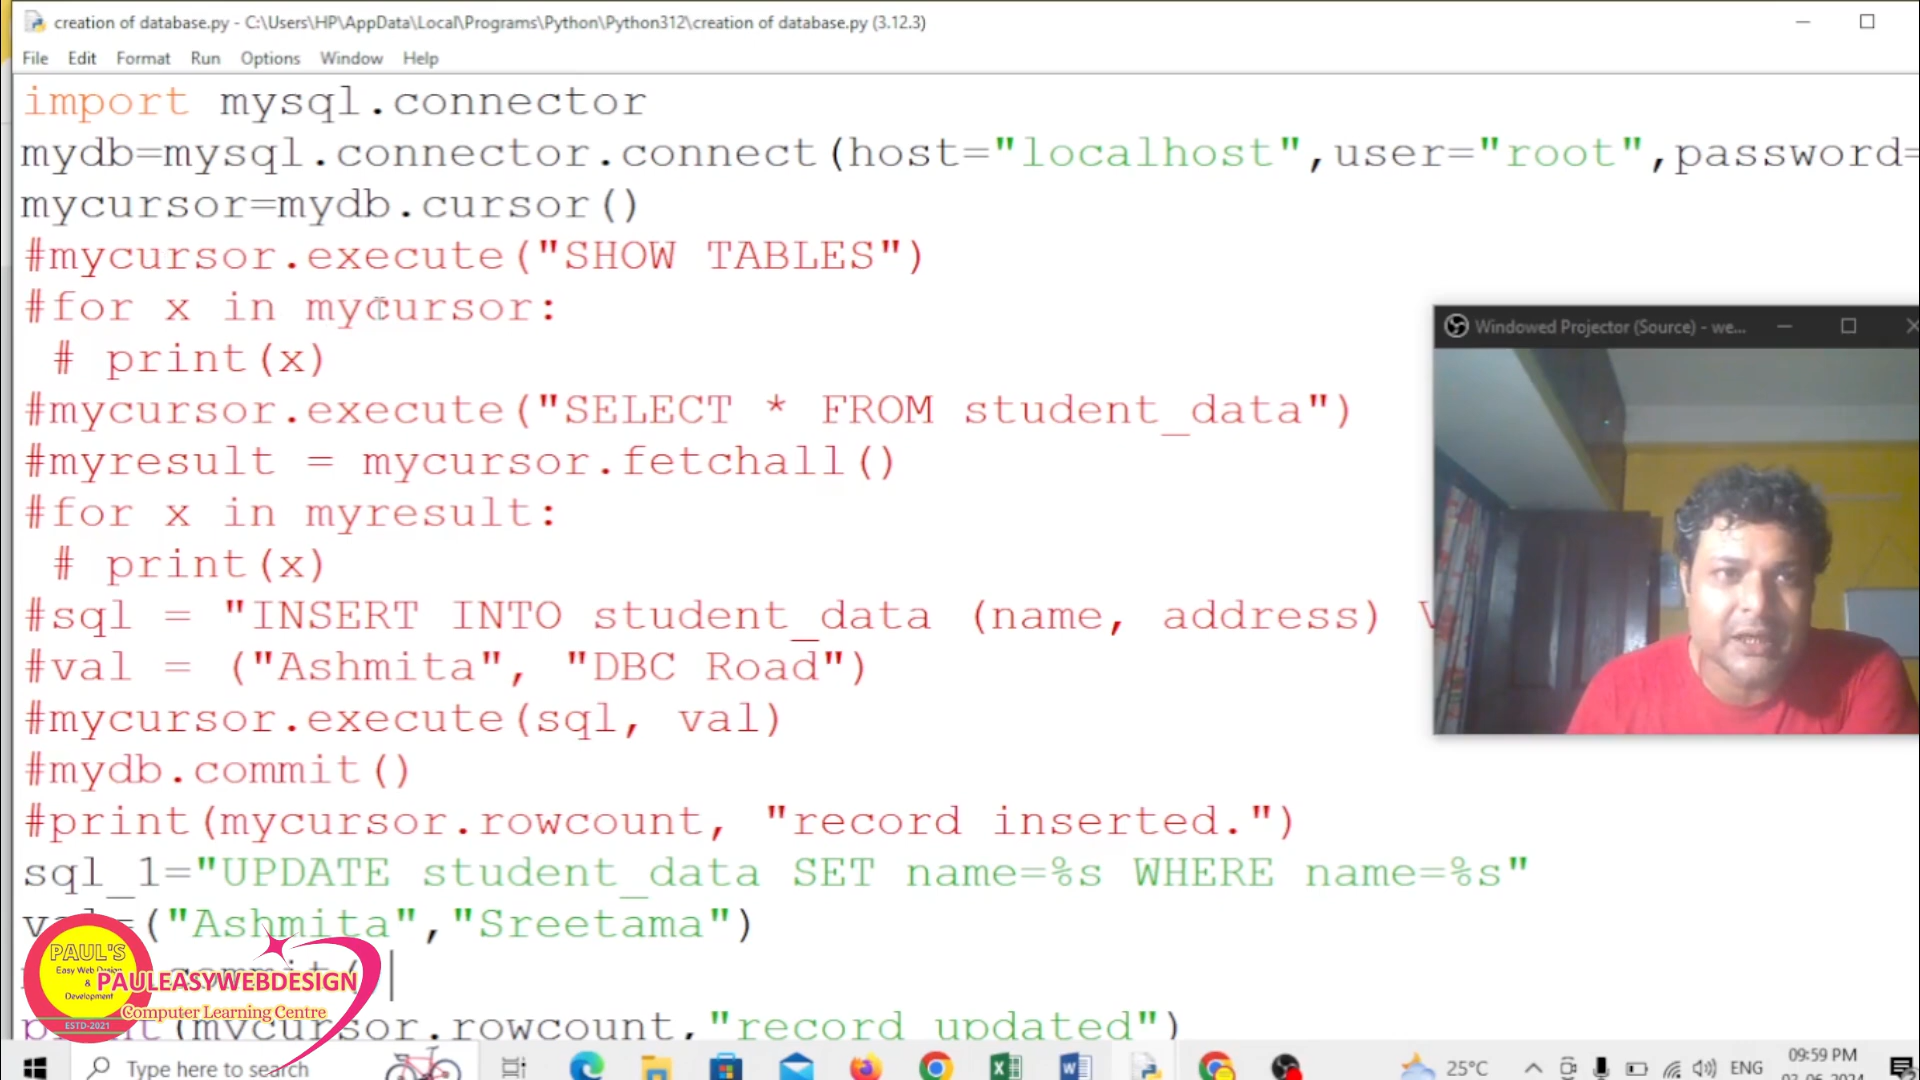 creation of database.py - C:\Users\HP\AppData\Local\Programs\Python\Python312\creation of database.py (3.12.3)
File Edit Format Run Options Window Help
import mysql.connector
mydb=mysql.connector.connect(host="localhost",user="root",password=
mycursor=mydb.cursor()
#mycursor.execute("SHOW TABLES")
#for x in mycursor:
# print(x)
#mycursor.execute("SELECT * FROM student_data")
#myresult = mycursor.fetchall()
#for x in myresult:
# print(x)
#sql = "INSERT INTO student_data (name, address)
#val = ("Ashmita", "DBC Road")
#mycursor.execute(sql, val)
#mydb.commit()
#print(mycursor.rowcount, "record inserted.")
sql_1="UPDATE student_data SET name=%s WHERE name=%s"
val=("Ashmita","Sreetama")
(mycursor.rowcount,"record updated")
Windowed Projector (Source) - we...
PAUL'S
Easy Web Design
&
Development
ESTD-2021
PAULEASYWEBDESIGN
Computer Learning Centre
Type here to search
25°C
ENG
09:59 PM